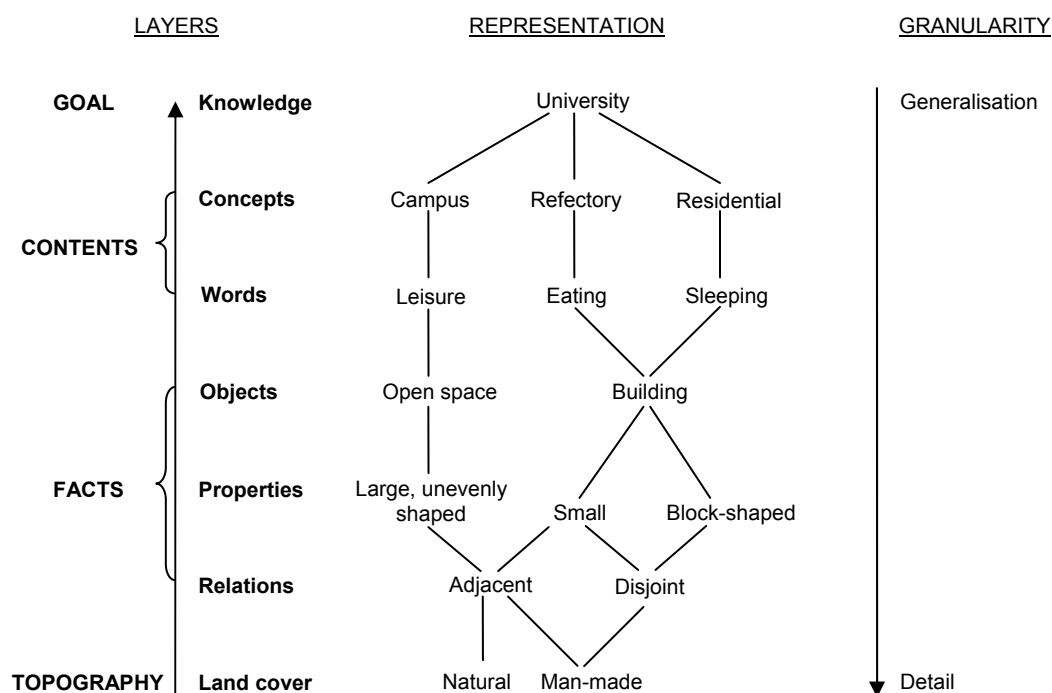 LAYERS REPRESENTATION GRANULARITY
GOAL Knowledge University Generalisation
Concepts Campus Refectory Residential
CONTENTS
Words Leisure Eating Sleeping
Objects Open space Building
FACTS Properties Large, unevenly
shaped Small Block-shaped
Relations Adjacent Disjoint
TOPOGRAPHY Land cover Natural Man-made Detail